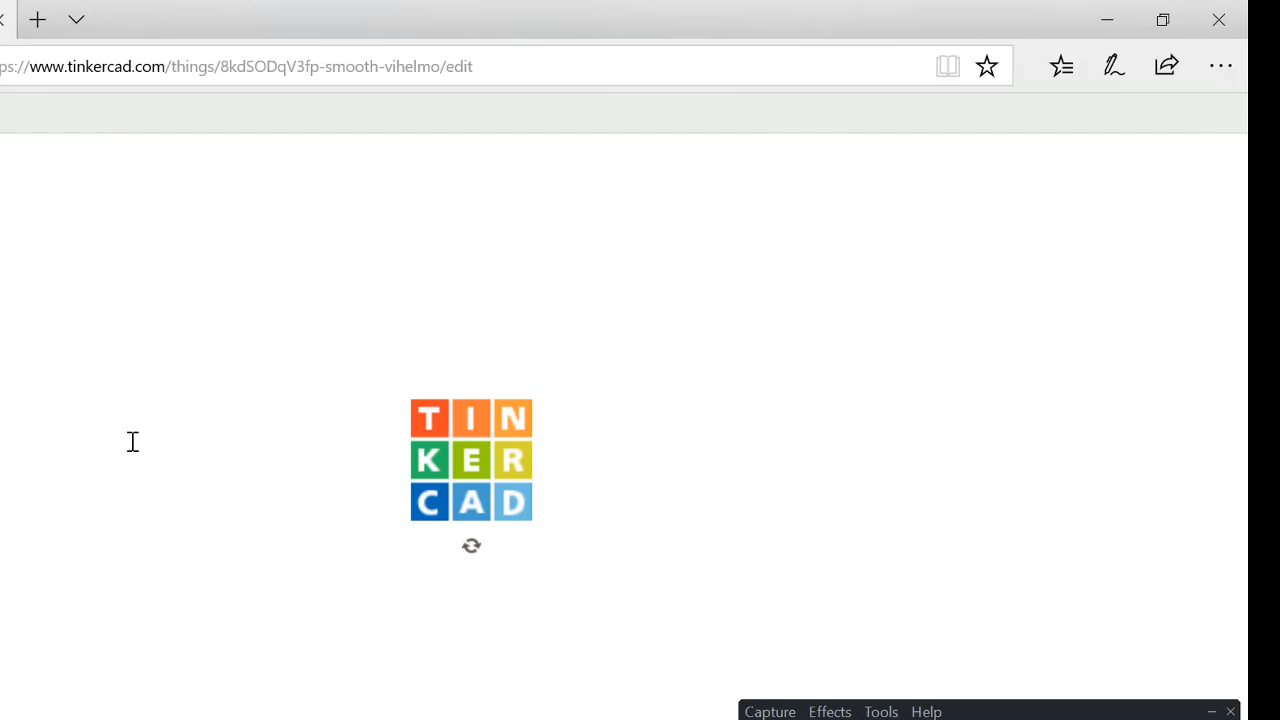 ps://www.tinkercad.com/things/8kdSODqV3fp-smooth-vihelmo/edit
TIN
KER
CAD
Capture Effects Tools Help